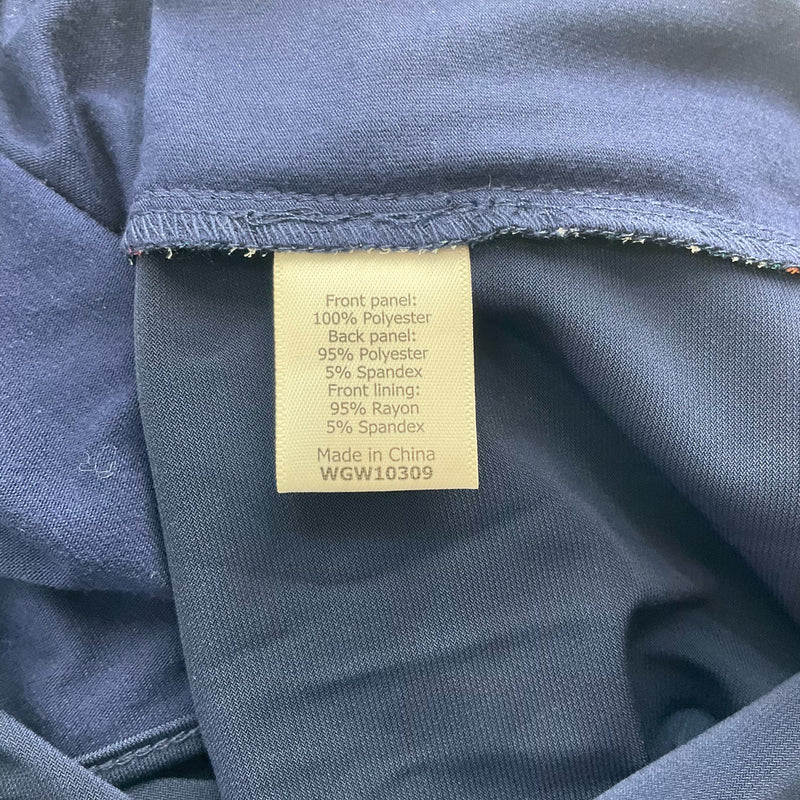 Front panel:
100% Polyester
Back panel:
95% Polyester
5% Spandex
Front lining:
95% Rayon
5% Spandex
Made in China
WGW10309